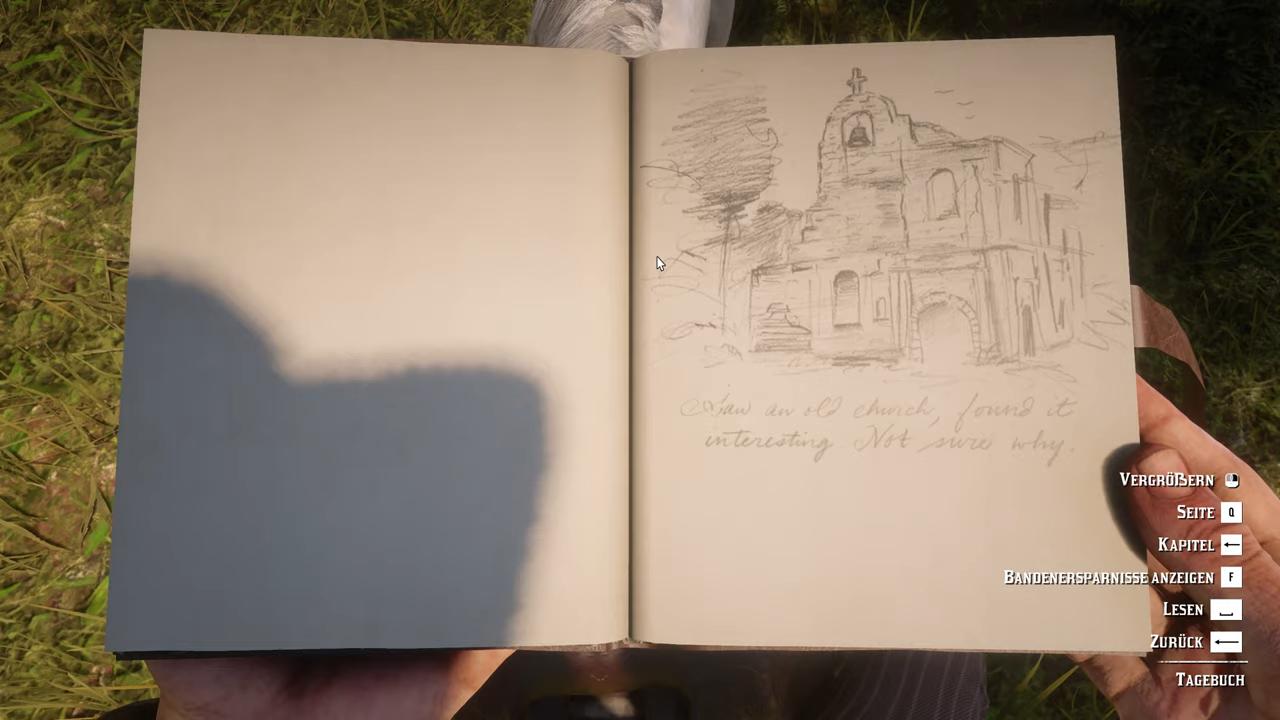 Saw an old church, found it
interesting Not sure why.
VERGRÖẞERN
SEITE Q
KAPITEL ←
BANDENERSPARNISSE ANZEIGEN F
LESEN
ZURÜCK ←
TAGEBUCH